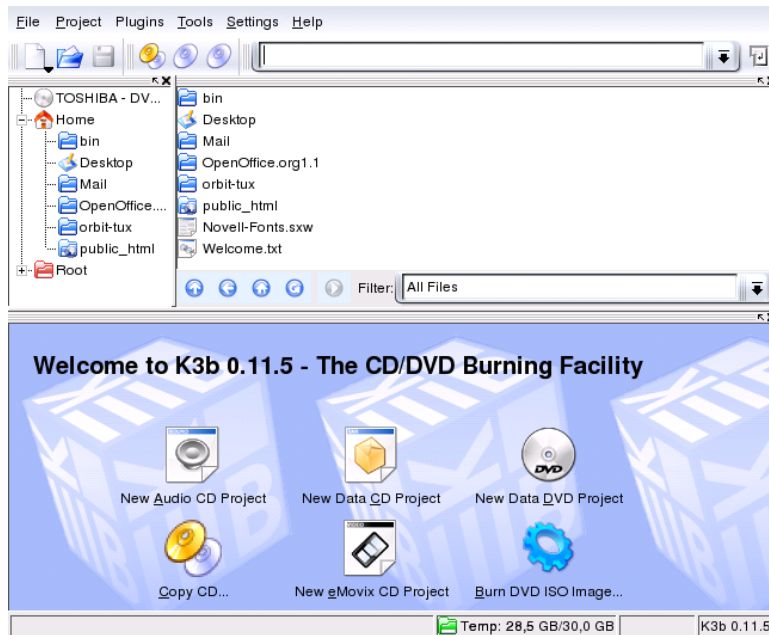 File Project Plugins Tools Settings Help
TOSHIBA - DV...
Home
bin
Desktop
Mail
OpenOffice....
orbit-tux
public_html
Root
bin
Desktop
Mail
OpenOffice.org1.1
orbit-tux
public_html
Novell-Fonts.sxw
Welcome.txt
Filter: All Files
Welcome to K3b 0.11.5 - The CD/DVD Burning Facility
New Audio CD Project
New Data CD Project
DVD
New Data DVD Project
Copy CD...
New eMovix CD Project
Burn DVD ISO Image...
Temp: 28,5 GB/30,0 GB
K3b 0.11.5